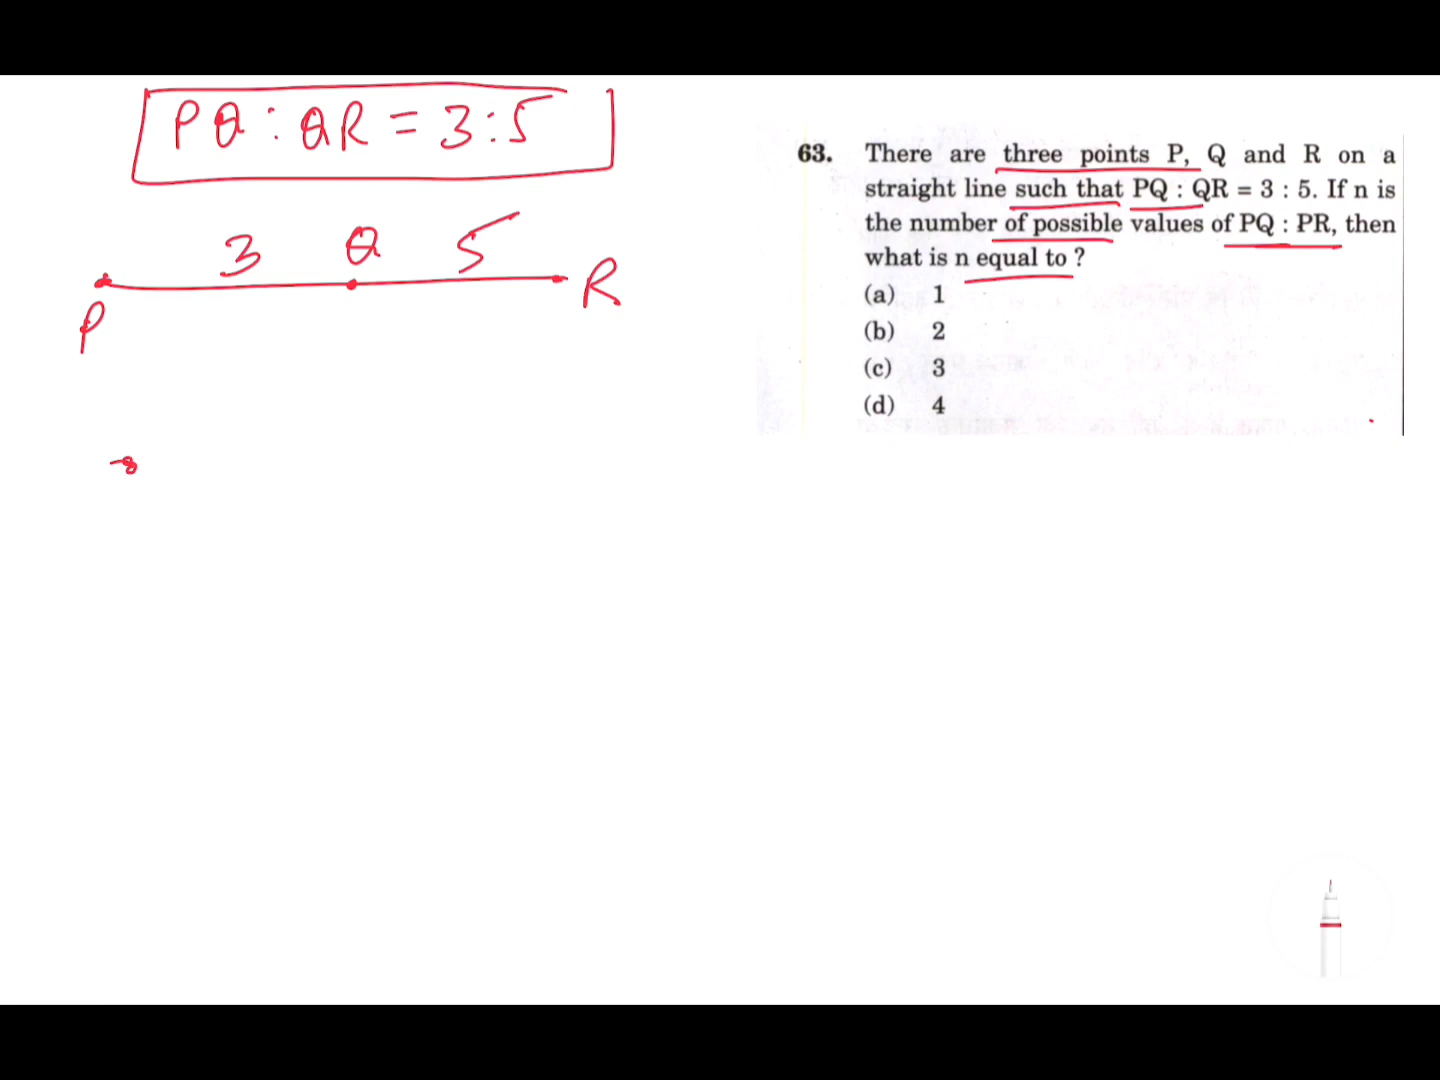 PQ : QR = 3 : 5
3 Q 5
P R
63. There are three points P, Q and R on a
straight line such that PQ : QR = 3 : 5. If n is
the number of possible values of PQ : PR, then
what is n equal to ?
(a) 1
(b) 2
(c) 3
(d) 4